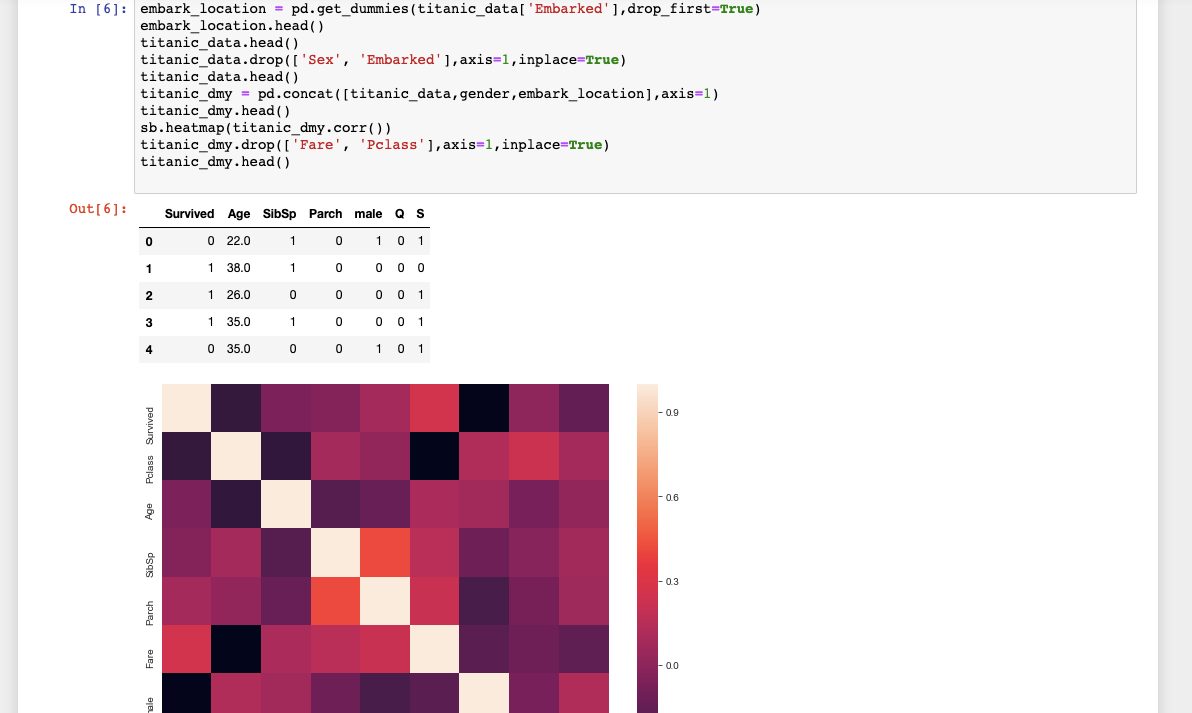 In [6]: embark_location = pd.get_dummies(titanic_data['Embarked'],drop_first=True)
embark_location.head()
titanic_data.head()
titanic_data.drop(['Sex', 'Embarked'],axis=1,inplace=True)
titanic_data.head()
titanic_dmy = pd.concat([titanic_data,gender,embark_location],axis=1)
titanic_dmy.head()
sb.heatmap(titanic_dmy.corr())
titanic_dmy.drop(['Fare', 'Pclass'],axis=1,inplace=True)
titanic_dmy.head()
Out[6]:
Survived Age SibSp Parch male Q S
0 0 22.0 1 0 1 0 1
1 1 38.0 1 0 0 0 0
2 1 26.0 0 0 0 0 1
3 1 35.0 1 0 0 0 1
4 0 35.0 0 0 1 0 1
Survived
Pclass
Age
SibSp
Parch
Fare
0.9
0.6
0.3
0.0